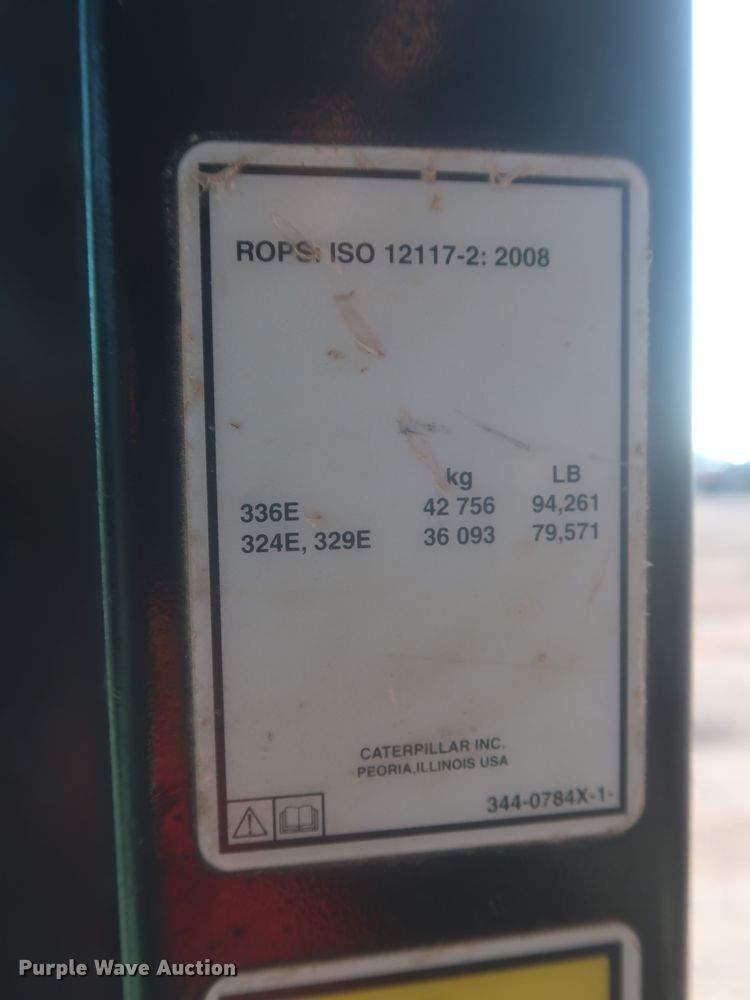 ROPS: ISO 12117-2: 2008
kg LB
336E 42 756 94,261
324E, 329E 36 093 79,571
CATERPILLAR INC.
PEORIA, ILLINOIS USA
344-0784X-1-
Purple Wave Auction